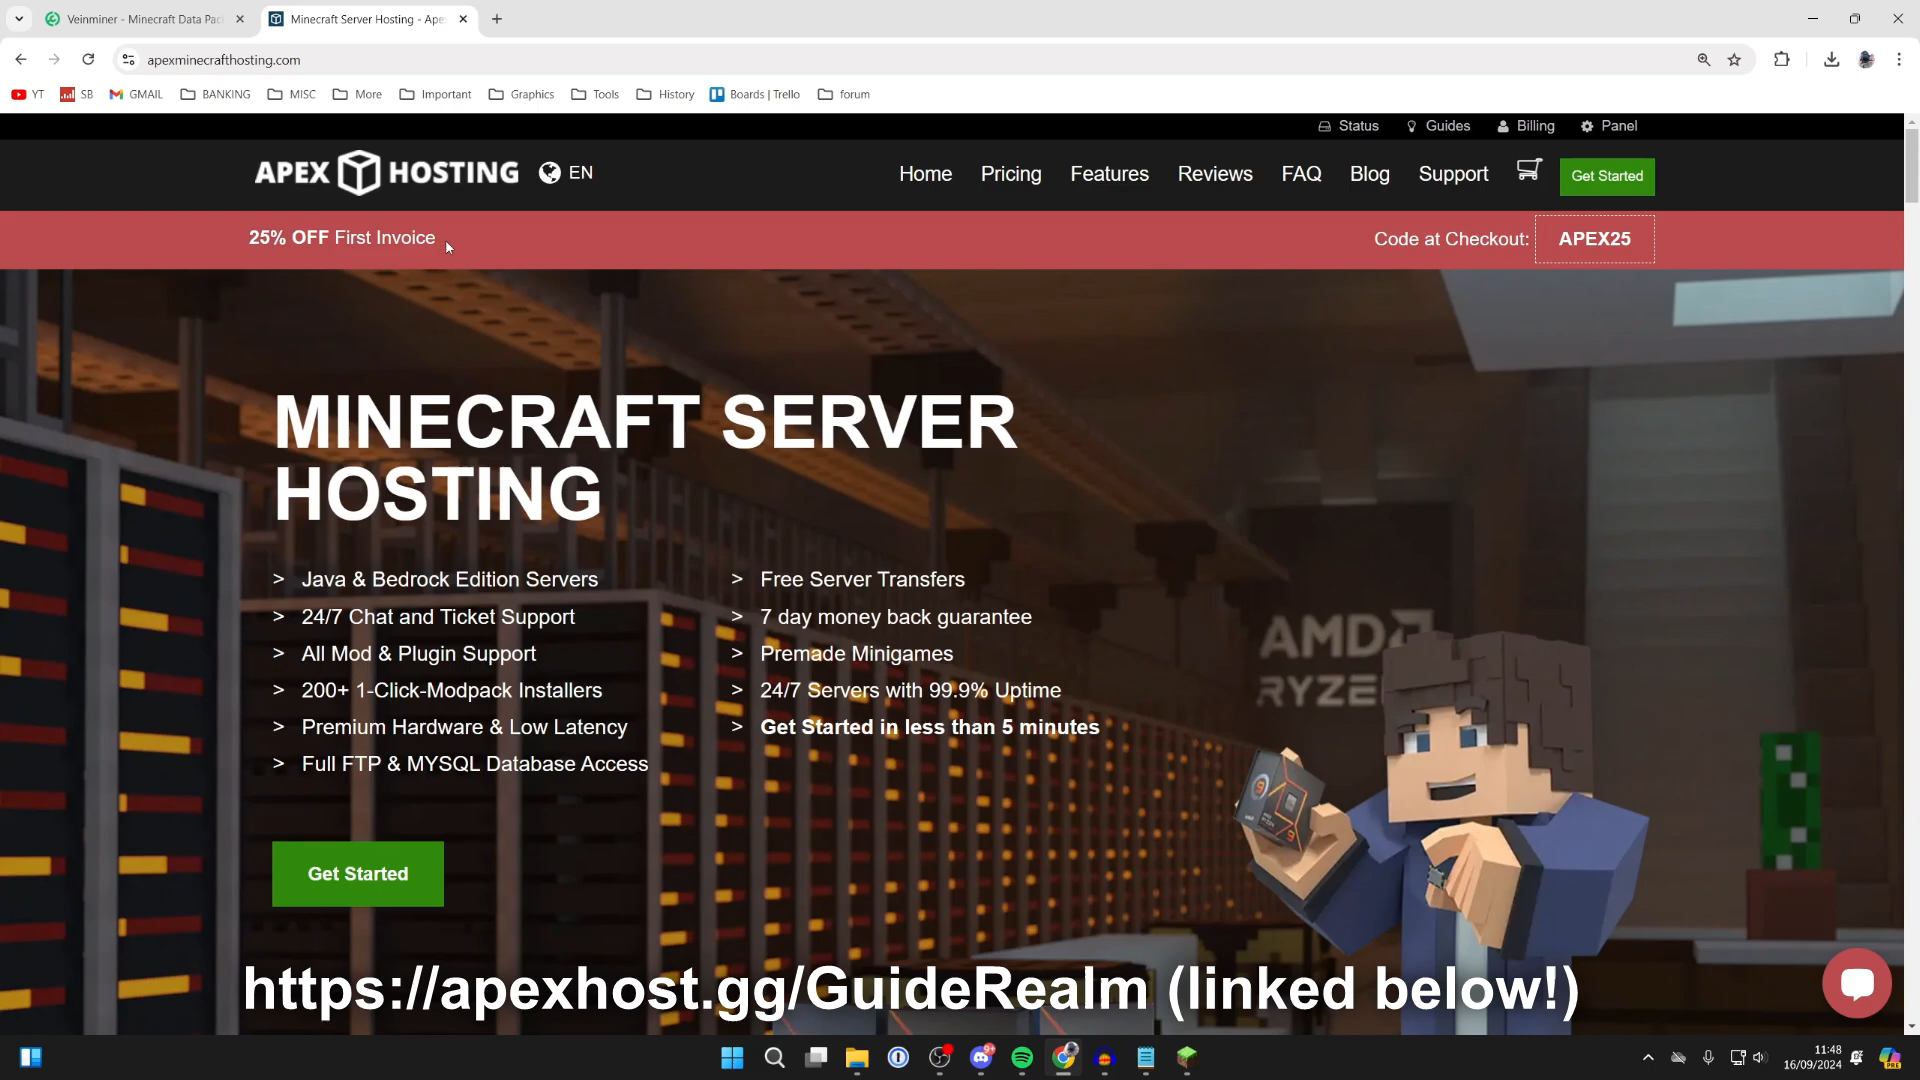 Veinminer - Minecraft Data Pac
Minecraft Server Hosting - Ape
apexminecrafthosting.com
YT
SB
GMAIL
BANKING
MISC
More
Important
Graphics
Tools
History
Boards | Trello
forum
Status
Guides
Billing
Panel
APEX HOSTING
EN
Home
Pricing
Features
Reviews
FAQ
Blog
Support
Get Started
25% OFF First Invoice
Code at Checkout: APEX25
MINECRAFT SERVER
HOSTING
> Java & Bedrock Edition Servers
> 24/7 Chat and Ticket Support
> All Mod & Plugin Support
> 200+ 1-Click-Modpack Installers
> Premium Hardware & Low Latency
> Full FTP & MYSQL Database Access
> Free Server Transfers
> 7 day money back guarantee
> Premade Minigames
> 24/7 Servers with 99.9% Uptime
> Get Started in less than 5 minutes
AMD
RYZE
9
9
Get Started
https://apexhost.gg/GuideRealm (linked below!)
9+
11:48
16/09/2024
PRE